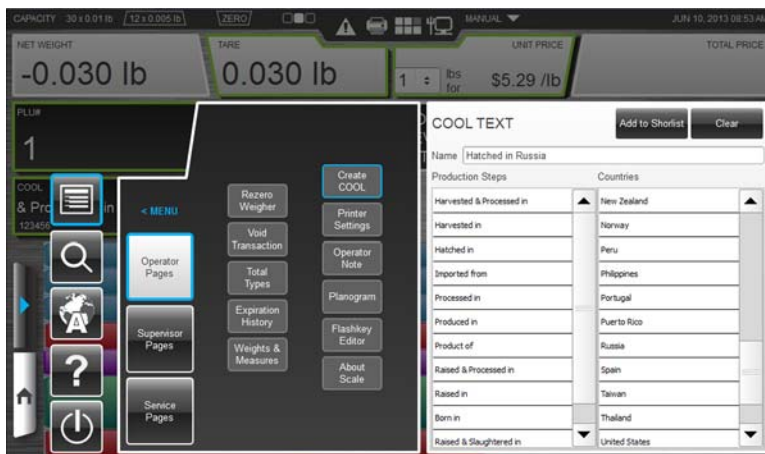 CAPACITY 30 x 0.01 lb / 12 x 0.005 lb ZERO MANUAL JUN 10, 2013 08:53 AM
NET WEIGHT TARE UNIT PRICE TOTAL PRICE
-0.030 lb 0.030 lb 1 lbs for $5.29 /lb
PLU#
1
COOL
& Pro in
123456
< MENU
Operator Pages
Supervisor Pages
Service Pages
Rezero Weigher
Void Transaction
Total Types
Expiration History
Weights & Measures
Create COOL
Printer Settings
Operator Note
Planogram
Flashkey Editor
About Scale
COOL TEXT Add to Shorlist Clear
Name Hatched in Russia
Production Steps Countries
Harvested & Processed in New Zealand
Harvested in Norway
Hatched in Peru
Imported from Philippines
Processed in Portugal
Produced in Puerto Rico
Product of Russia
Raised & Processed in Spain
Raised in Taiwan
Born in Thailand
Raised & Slaughtered in United States